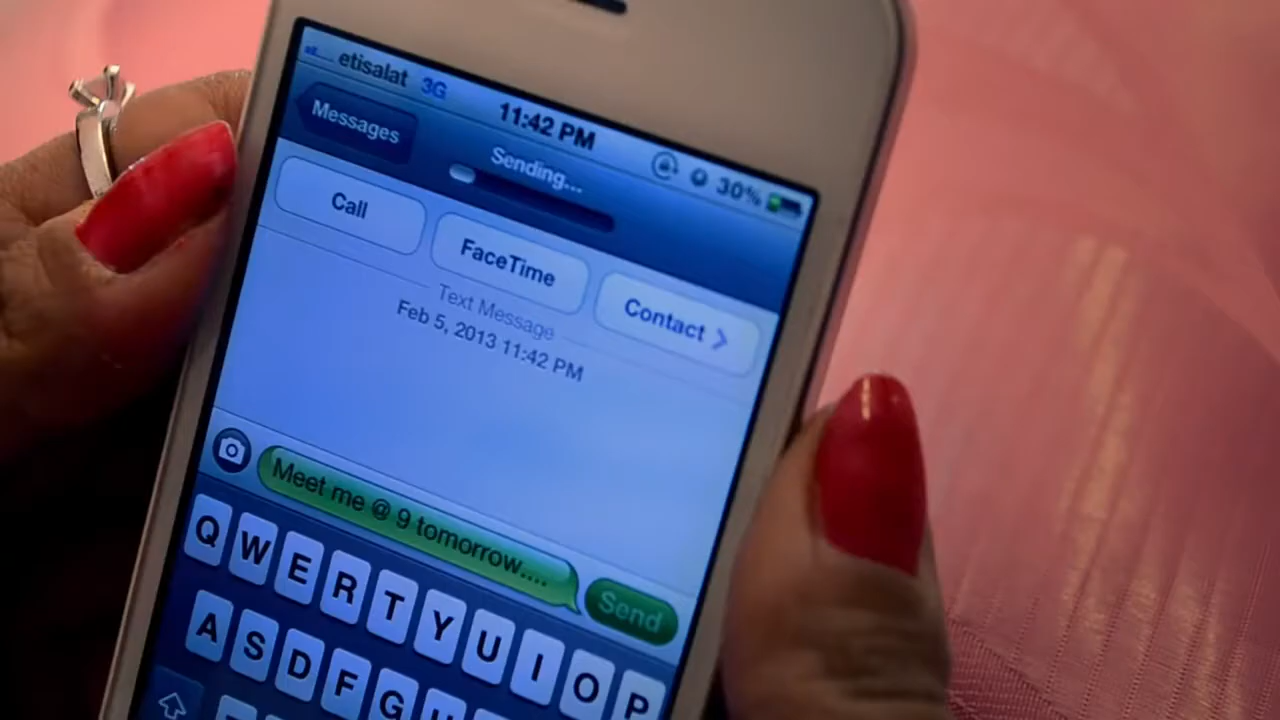 etisalat 3G 11:42 PM 30%
Messages Sending...
Call FaceTime Contact
Text Message
Feb 5, 2013 11:42 PM
Meet me @ 9 tomorrow.... Send
Q W E R T Y U I O P
A S D F G